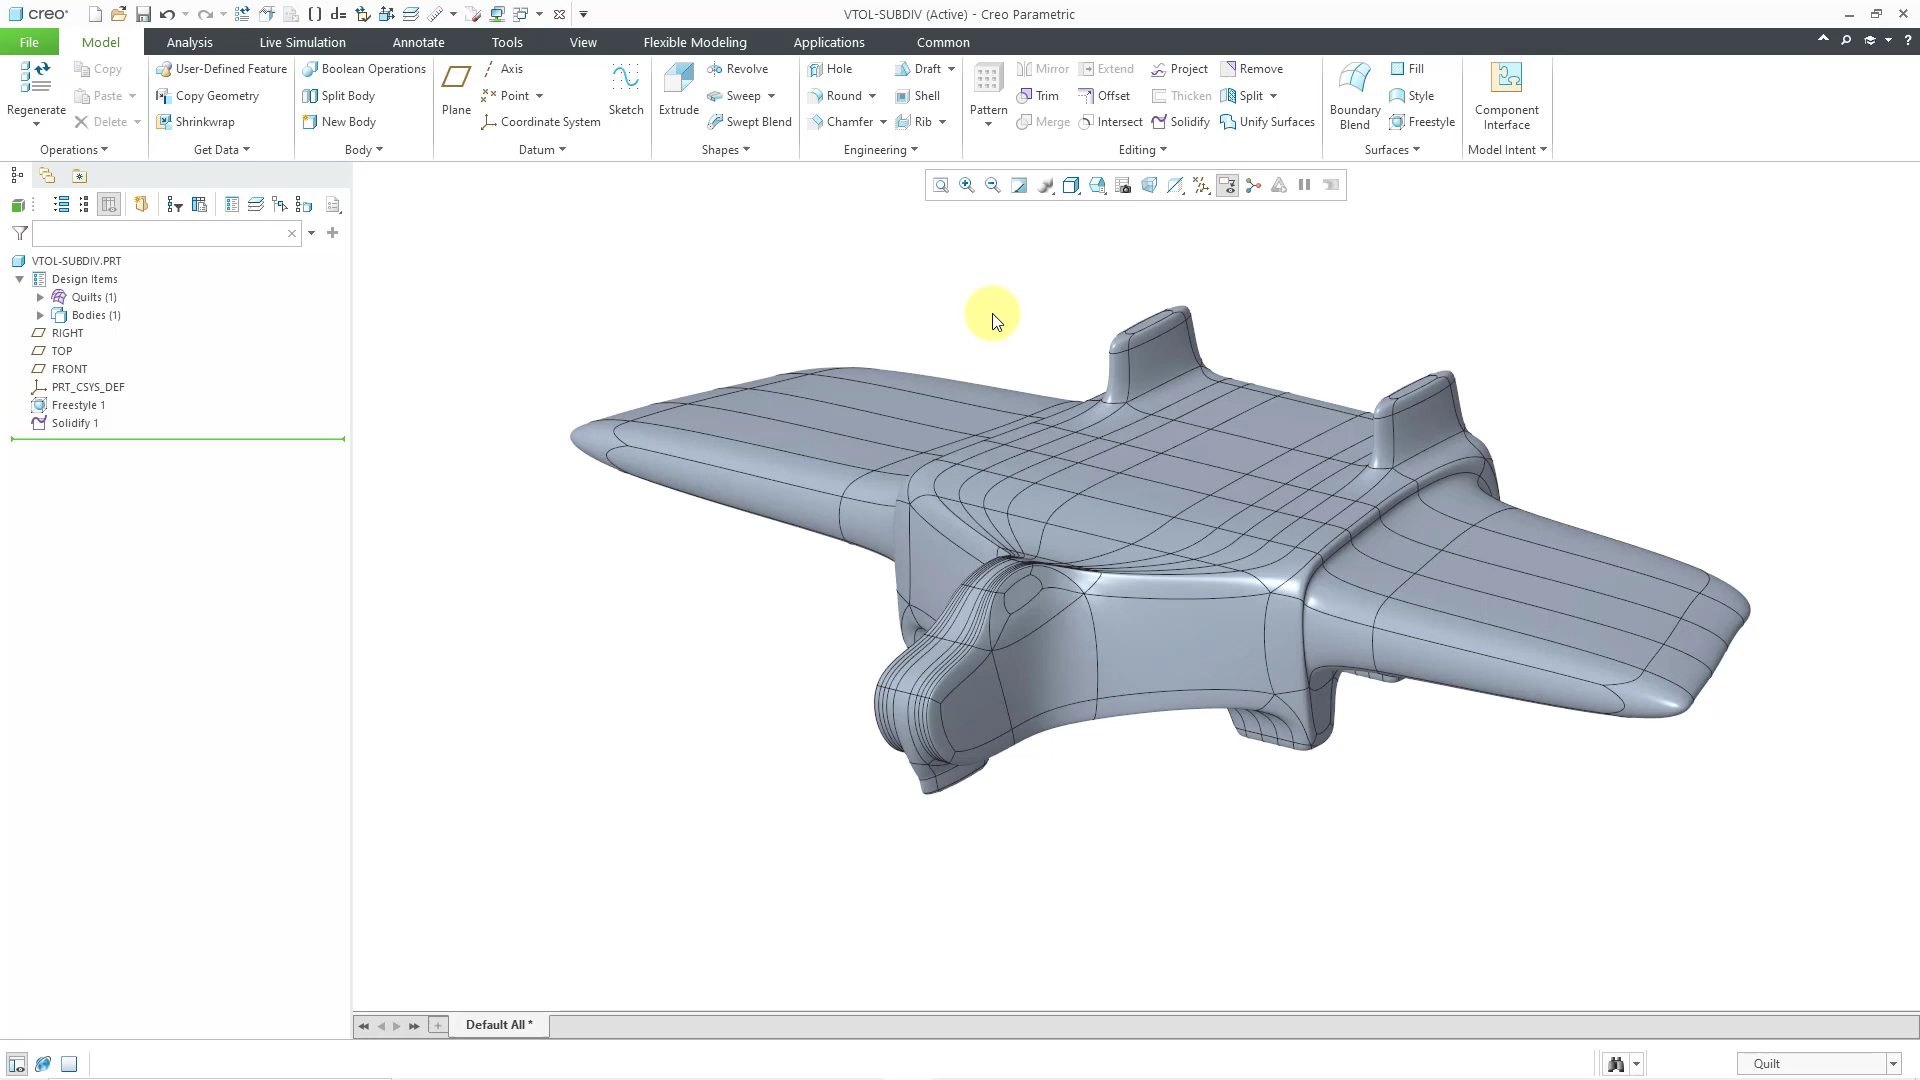 creo
VTOL-SUBDIV (Active) - Creo Parametric
File Model Analysis Live Simulation Annotate Tools View Flexible Modeling Applications Common
Regenerate
Copy
Paste
Delete
Operations
User-Defined Feature
Copy Geometry
Shrinkwrap
Get Data
Boolean Operations
Split Body
New Body
Body
Plane
Axis
Point
Coordinate System
Sketch
Datum
Extrude
Revolve
Sweep
Swept Blend
Shapes
Hole
Round
Chamfer
Draft
Shell
Rib
Engineering
Pattern
Mirror
Trim
Merge
Extend
Offset
Intersect
Project
Thicken
Solidify
Remove
Split
Unify Surfaces
Editing
Boundary
Blend
Fill
Style
Freestyle
Surfaces
Component
Interface
Model Intent
VTOL-SUBDIV.PRT
Design Items
Quilts (1)
Bodies (1)
RIGHT
TOP
FRONT
PRT_CSYS_DEF
Freestyle 1
Solidify 1
Default All *
Quilt